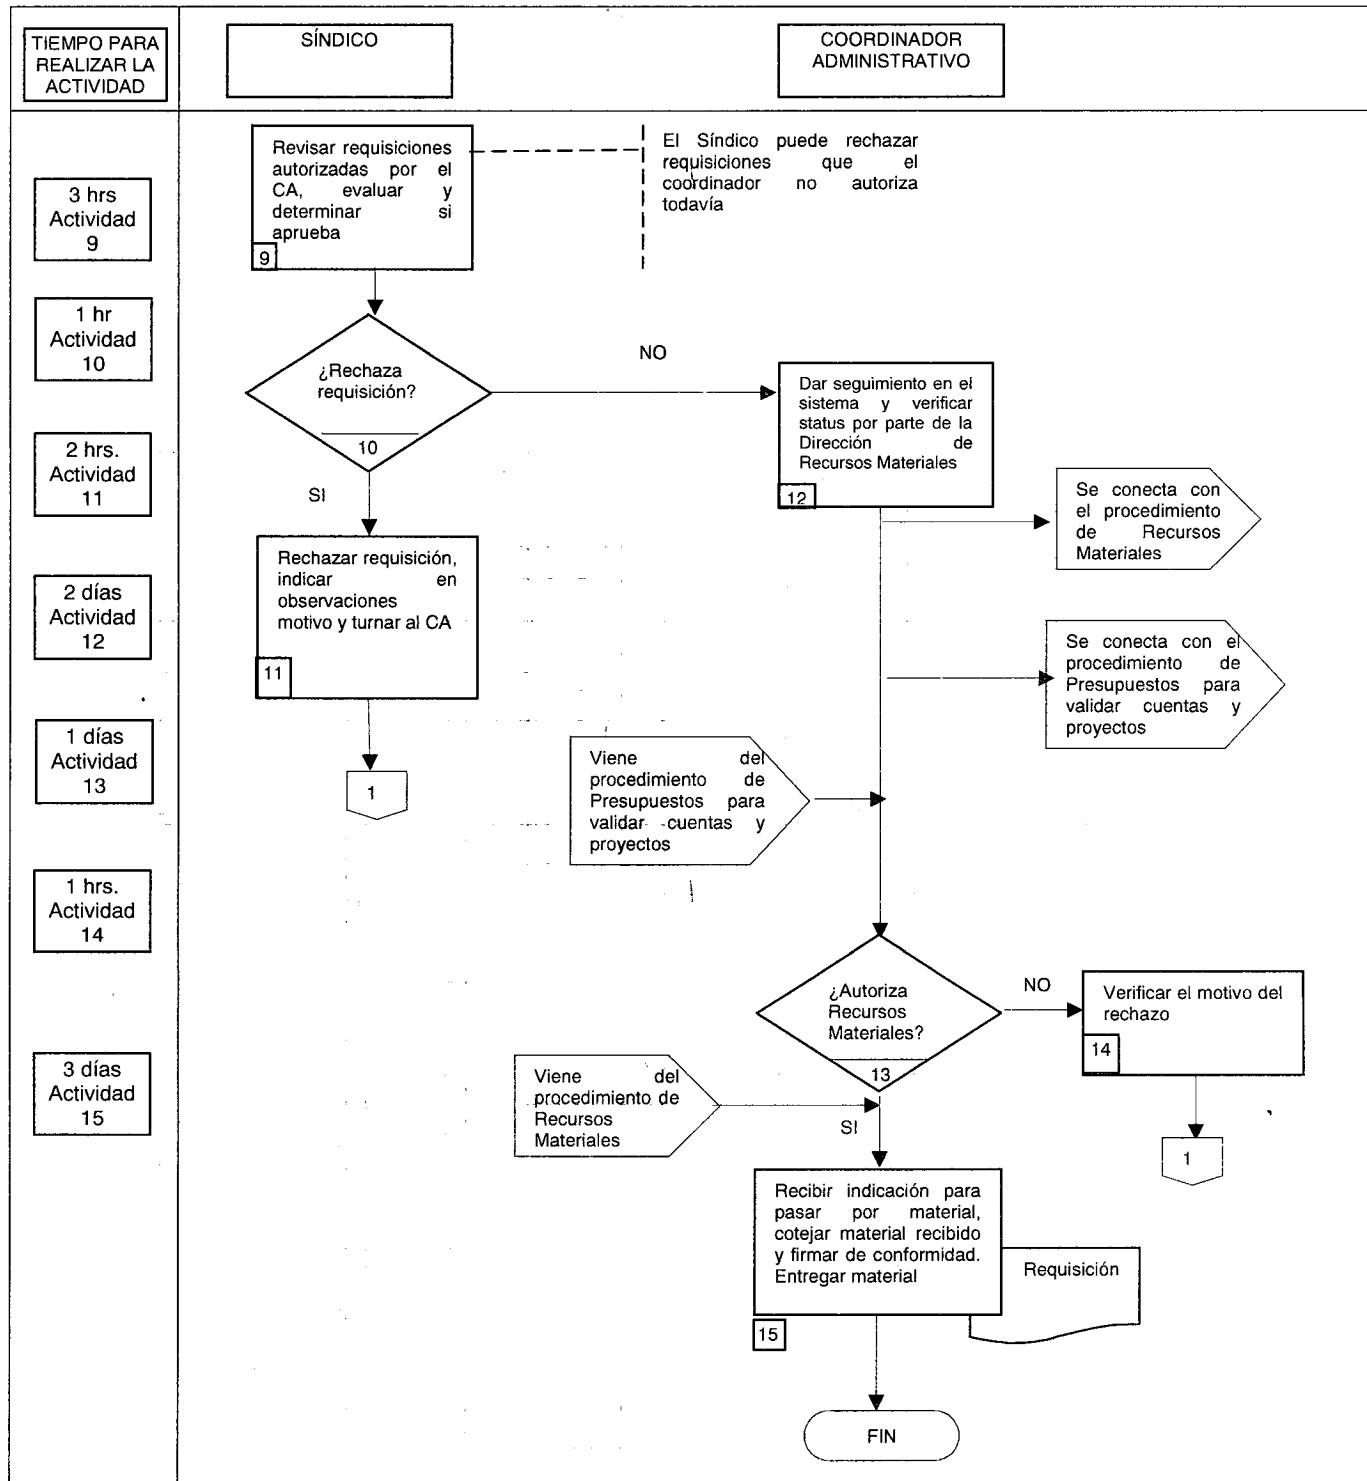 TIEMPO PARA
REALIZAR LA
ACTIVIDAD
SÍNDICO
COORDINADOR
ADMINISTRATIVO
3 hrs
Actividad
9
1 hr
Actividad
10
2 hrs.
Actividad
11
2 días
Actividad
12
1 días
Actividad
13
1 hrs.
Actividad
14
3 días
Actividad
15
Revisar requisiciones
autorizadas por el
CA, evaluar y
determinar si
aprueba
9
El Síndico puede rechazar
requisiciones que el
coordinador no autoriza
todavía
¿Rechaza
requisición?
10
NO
SI
Dar seguimiento en el
sistema y verificar
status por parte de la
Dirección de
Recursos Materiales
12
Rechazar requisición,
indicar en
observaciones
motivo y turnar al CA
11
1
Se conecta con
el procedimiento
de Recursos
Materiales
Se conecta con el
procedimiento de
Presupuestos para
validar cuentas y
proyectos
Viene del
procedimiento de
Presupuestos para
validar cuentas y
proyectos
¿Autoriza
Recursos
Materiales?
13
NO
Verificar el motivo del
rechazo
14
1
Viene del
procedimiento de
Recursos
Materiales
SI
Recibir indicación para
pasar por material,
cotejar material recibido
y firmar de conformidad.
Entregar material
15
Requisición
FIN